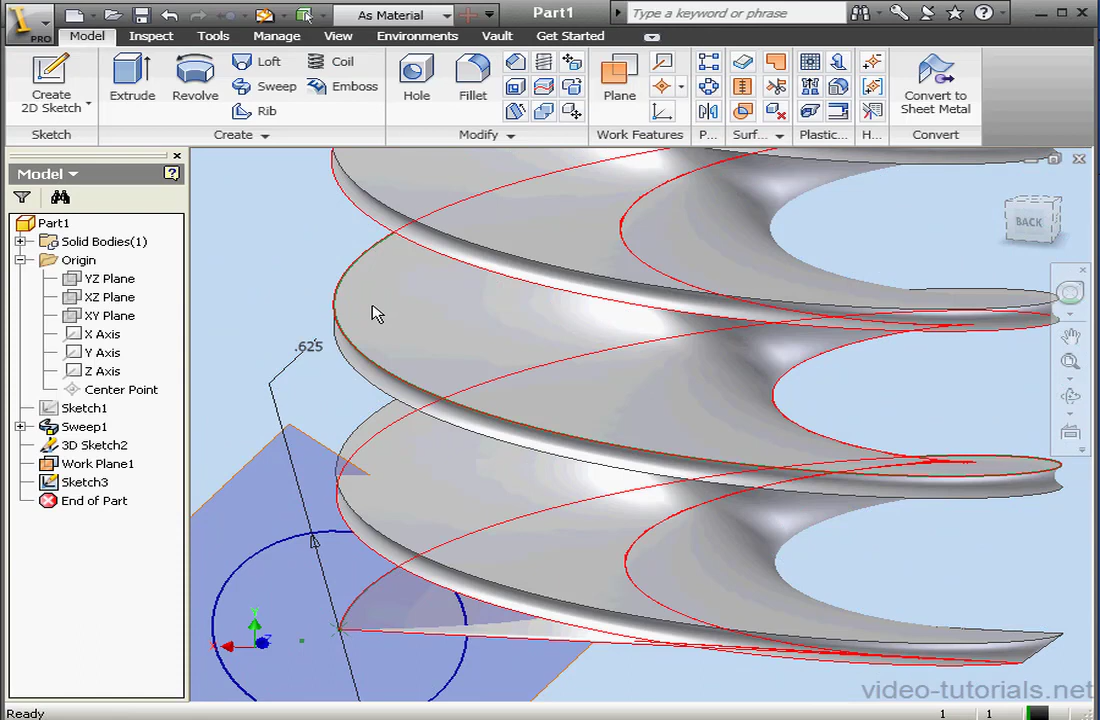 PRO
As Material
Part1
Type a keyword or phrase
Model Inspect Tools Manage View Environments Vault Get Started
Create 2D Sketch
Extrude
Revolve
Loft
Sweep
Rib
Coil
Emboss
Hole
Fillet
Plane
Convert to Sheet Metal
Sketch Create Modify Work Features P... Surf... Plastic... H... Convert
Model
Part1
Solid Bodies(1)
Origin
YZ Plane
XZ Plane
XY Plane
X Axis
Y Axis
Z Axis
Center Point
Sketch1
Sweep1
3D Sketch2
Work Plane1
Sketch3
End of Part
BACK
.625
Y
Z
video-tutorials.net
Ready
1 1